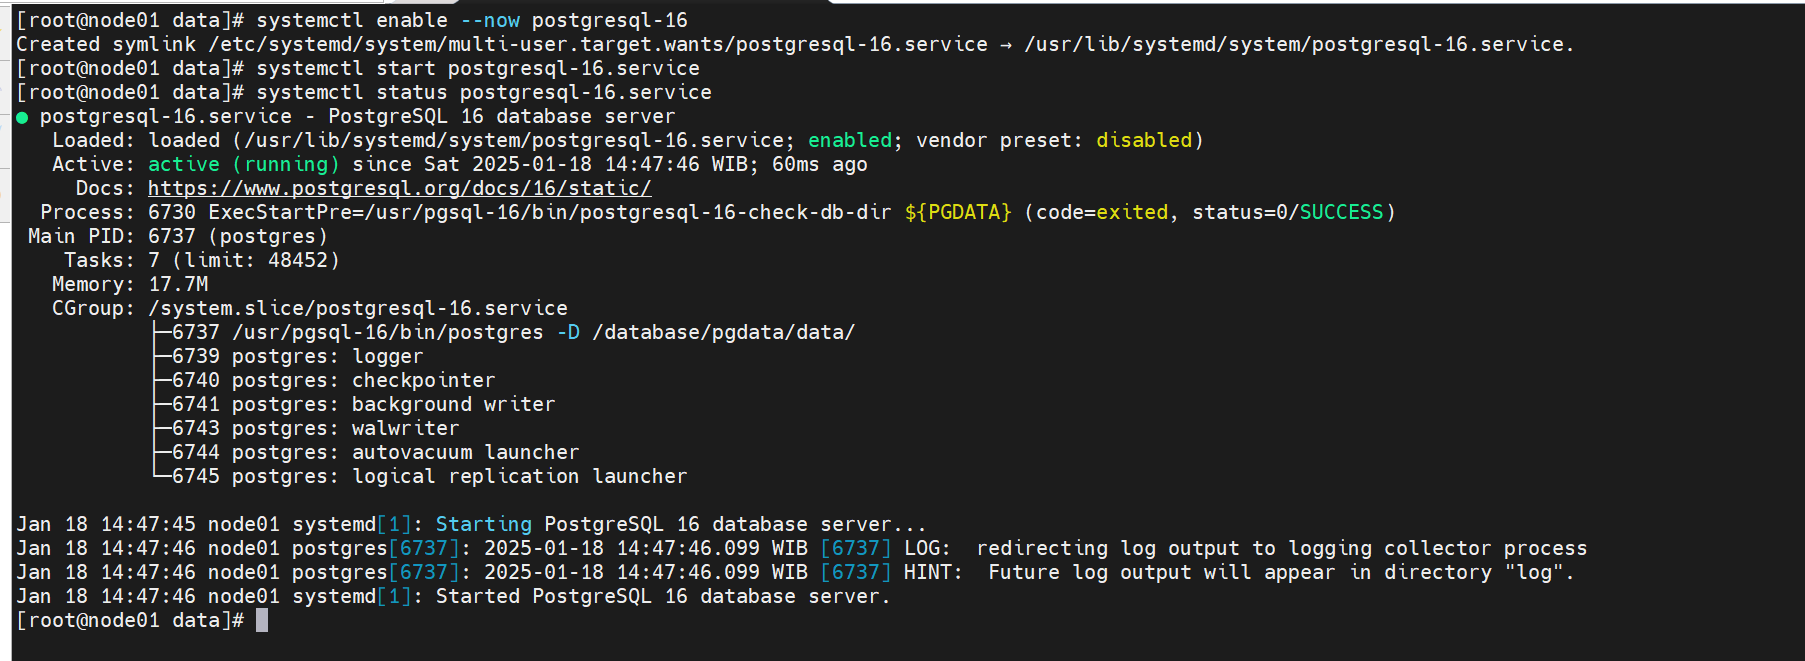 [root@node01 data]# systemctl enable --now postgresql-16
Created symlink /etc/systemd/system/multi-user.target.wants/postgresql-16.service → /usr/lib/systemd/system/postgresql-16.service.
[root@node01 data]# systemctl start postgresql-16.service
[root@node01 data]# systemctl status postgresql-16.service
● postgresql-16.service - PostgreSQL 16 database server
   Loaded: loaded (/usr/lib/systemd/system/postgresql-16.service; enabled; vendor preset: disabled)
   Active: active (running) since Sat 2025-01-18 14:47:46 WIB; 60ms ago
     Docs: https://www.postgresql.org/docs/16/static/
  Process: 6730 ExecStartPre=/usr/pgsql-16/bin/postgresql-16-check-db-dir ${PGDATA} (code=exited, status=0/SUCCESS)
 Main PID: 6737 (postgres)
    Tasks: 7 (limit: 48452)
   Memory: 17.7M
   CGroup: /system.slice/postgresql-16.service
           ├─6737 /usr/pgsql-16/bin/postgres -D /database/pgdata/data/
           ├─6739 postgres: logger
           ├─6740 postgres: checkpointer
           ├─6741 postgres: background writer
           ├─6743 postgres: walwriter
           ├─6744 postgres: autovacuum launcher
           └─6745 postgres: logical replication launcher

Jan 18 14:47:45 node01 systemd[1]: Starting PostgreSQL 16 database server...
Jan 18 14:47:46 node01 postgres[6737]: 2025-01-18 14:47:46.099 WIB [6737] LOG:  redirecting log output to logging collector process
Jan 18 14:47:46 node01 postgres[6737]: 2025-01-18 14:47:46.099 WIB [6737] HINT:  Future log output will appear in directory "log".
Jan 18 14:47:46 node01 systemd[1]: Started PostgreSQL 16 database server.
[root@node01 data]#